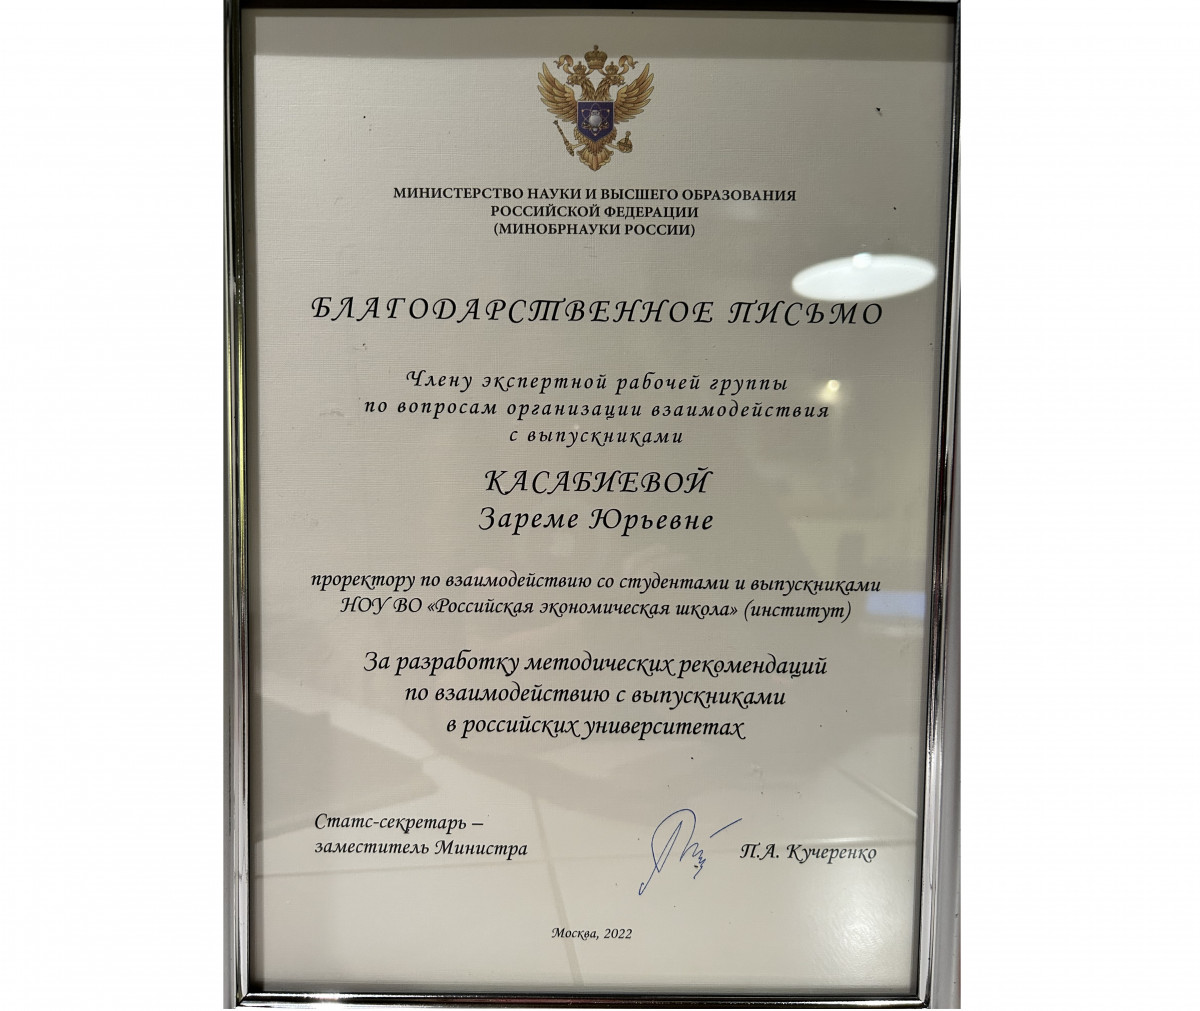 МИНИСТЕРСТВО НАУКИ И ВЫСШЕГО ОБРАЗОВАНИЯ
РОССИЙСКОЙ ФЕДЕРАЦИИ
(МИНОБРНАУКИ РОССИИ)
БЛАГОДАРСТВЕННОЕ ПИСЬМО
Члену экспертной рабочей группы
по вопросам организации взаимодействия
с выпускниками
КАСАБИЕВОЙ
Зареме Юрьевне
проректору по взаимодействию со студентами и выпускниками
НОУ ВО «Российская экономическая школа» (институт)
За разработку методических рекомендаций
по взаимодействию с выпускниками
в российских университетах
Статс-секретарь –
заместитель Министра
П.А. Кучеренко
Москва, 2022